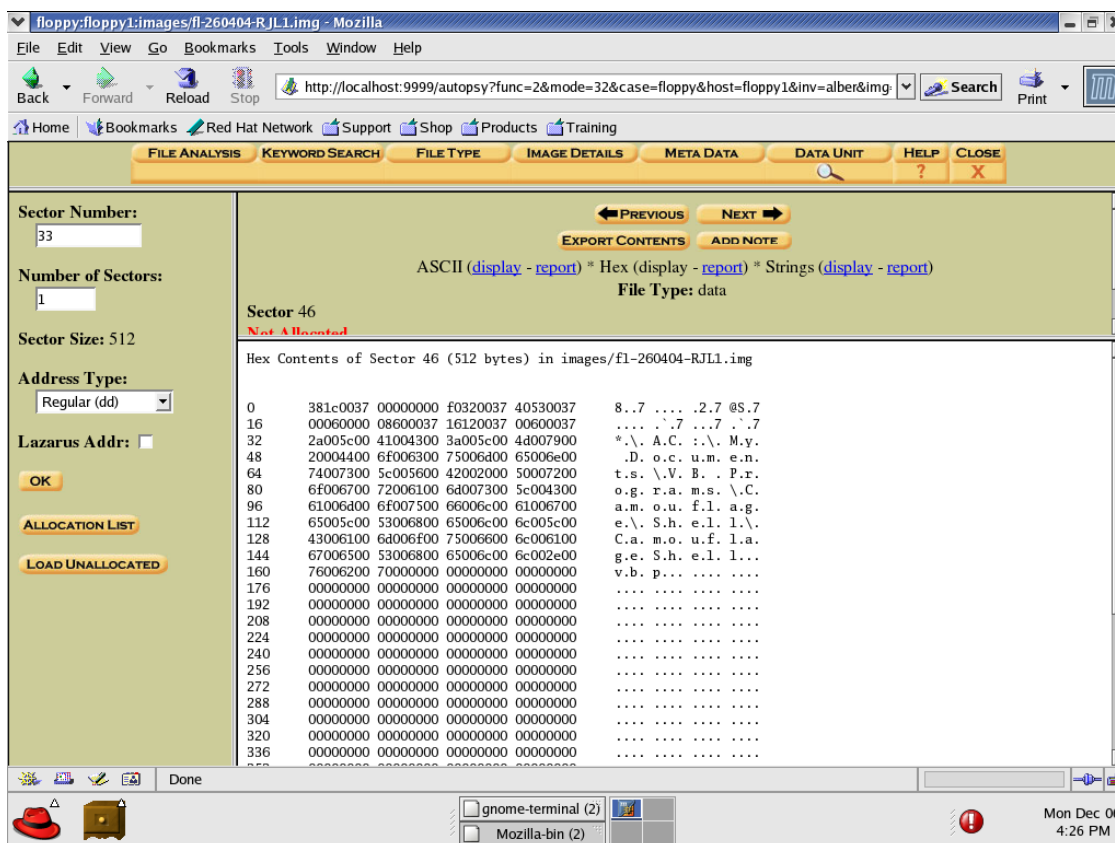 floppy:floppy1:images/fl-260404-RJL1.img - Mozilla
File Edit View Go Bookmarks Tools Window Help
Back Forward Reload Stop http://localhost:9999/autopsy?func=2&mode=32&case=floppy&host=floppy1&inv=alber&img Search Print
Home Bookmarks Red Hat Network Support Shop Products Training
FILE ANALYSIS KEYWORD SEARCH FILE TYPE IMAGE DETAILS META DATA DATA UNIT HELP CLOSE
? X
Sector Number:
33
Number of Sectors:
1
Sector Size: 512
Address Type:
Regular (dd)
Lazarus Addr:
OK
ALLOCATION LIST
LOAD UNALLOCATED
PREVIOUS NEXT
EXPORT CONTENTS ADD NOTE
ASCII (display - report) * Hex (display - report) * Strings (display - report)
File Type: data
Sector 46
Not Allocated
Hex Contents of Sector 46 (512 bytes) in images/fl-260404-RJL1.img
0 381c0037 00000000 f0320037 40530037 8..7 .... .2.7 @S.7
16 00060000 08600037 16120037 00600037 .... .`.7 ...7 .`.7
32 2a005c00 41004300 3a005c00 4d007900 *.\. A.C. :.\. M.y.
48 20004400 6f006300 75006d00 65006e00 .D. o.c. u.m. e.n.
64 74007300 5c005600 42002000 50007200 t.s. \.V. B. . P.r.
80 6f006700 72006100 6d007300 5c004300 o.g. r.a. m.s. \.C.
96 61006d00 6f007500 66006c00 61006700 a.m. o.u. f.l. a.g.
112 65005c00 53006800 65006c00 6c005c00 e.\. S.h. e.l. l.\.
128 43006100 6d006f00 75006600 6c006100 C.a. m.o. u.f. l.a.
144 67006500 53006800 65006c00 6c002e00 g.e. S.h. e.l. l...
160 76006200 70000000 00000000 00000000 v.b. p... .... ....
176 00000000 00000000 00000000 00000000 .... .... .... ....
192 00000000 00000000 00000000 00000000 .... .... .... ....
208 00000000 00000000 00000000 00000000 .... .... .... ....
224 00000000 00000000 00000000 00000000 .... .... .... ....
240 00000000 00000000 00000000 00000000 .... .... .... ....
256 00000000 00000000 00000000 00000000 .... .... .... ....
272 00000000 00000000 00000000 00000000 .... .... .... ....
288 00000000 00000000 00000000 00000000 .... .... .... ....
304 00000000 00000000 00000000 00000000 .... .... .... ....
320 00000000 00000000 00000000 00000000 .... .... .... ....
336 00000000 00000000 00000000 00000000 .... .... .... ....
Done
gnome-terminal (2)
Mozilla-bin (2)
Mon Dec 0
4:26 PM